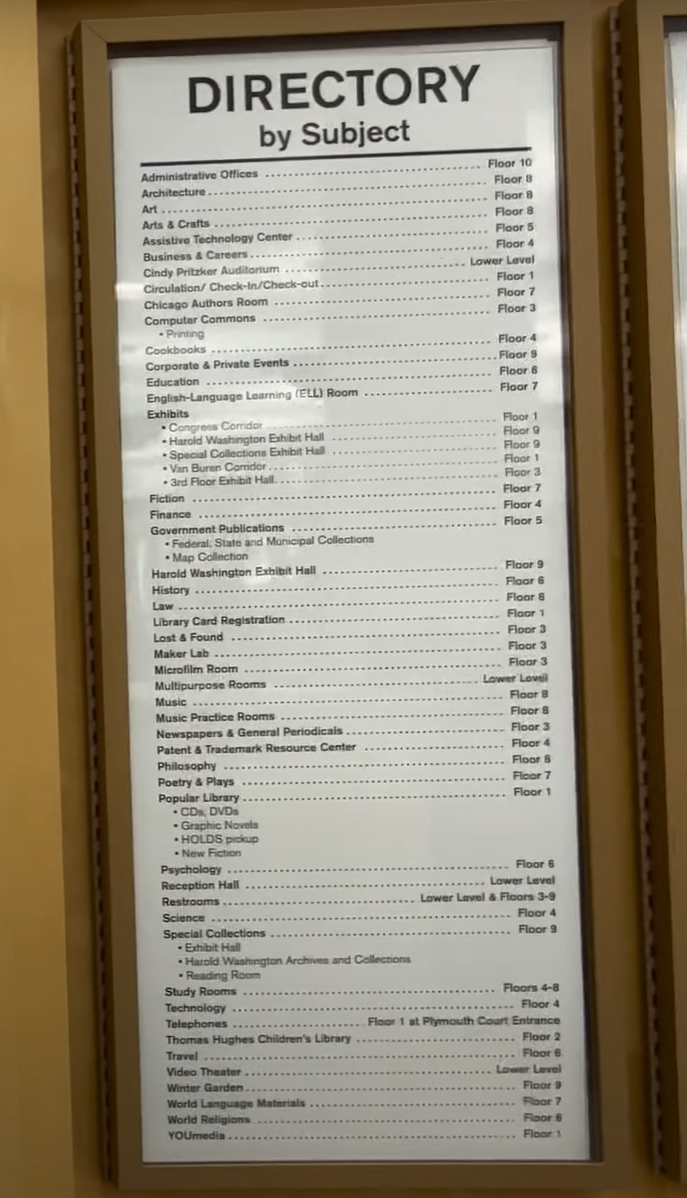 DIRECTORY
by Subject
Administrative Offices ........ Floor 10
Architecture ........ Floor 8
Art ........ Floor 8
Arts & Crafts ........ Floor 8
Assistive Technology Center ........ Floor 5
Business & Careers ........ Floor 4
Cindy Pritzker Auditorium ........ Lower Level
Circulation/ Check-In/Check-out ........ Floor 1
Chicago Authors Room ........ Floor 7
Computer Commons ........ Floor 3
• Printing
Cookbooks ........ Floor 4
Corporate & Private Events ........ Floor 9
Education ........ Floor 6
English-Language Learning (ELL) Room ........ Floor 7
Exhibits
• Congress Corridor ........ Floor 1
• Harold Washington Exhibit Hall ........ Floor 9
• Special Collections Exhibit Hall ........ Floor 9
• Van Buren Corridor ........ Floor 1
• 3rd Floor Exhibit Hall ........ Floor 3
Fiction ........ Floor 7
Finance ........ Floor 4
Government Publications ........ Floor 5
• Federal, State and Municipal Collections
• Map Collection
Harold Washington Exhibit Hall ........ Floor 9
History ........ Floor 6
Law ........ Floor 6
Library Card Registration ........ Floor 1
Lost & Found ........ Floor 3
Maker Lab ........ Floor 3
Microfilm Room ........ Floor 3
Multipurpose Rooms ........ Lower Level
Music ........ Floor 8
Music Practice Rooms ........ Floor 8
Newspapers & General Periodicals ........ Floor 3
Patent & Trademark Resource Center ........ Floor 4
Philosophy ........ Floor 6
Poetry & Plays ........ Floor 7
Popular Library ........ Floor 1
• CDs, DVDs
• Graphic Novels
• HOLDS pickup
• New Fiction
Psychology ........ Floor 6
Reception Hall ........ Lower Level
Restrooms ........ Lower Level & Floors 3-9
Science ........ Floor 4
Special Collections ........ Floor 9
• Exhibit Hall
• Harold Washington Archives and Collections
• Reading Room
Study Rooms ........ Floors 4-8
Technology ........ Floor 4
Telephones ........ Floor 1 at Plymouth Court Entrance
Thomas Hughes Children's Library ........ Floor 2
Travel ........ Floor 6
Video Theater ........ Lower Level
Winter Garden ........ Floor 9
World Language Materials ........ Floor 7
World Religions ........ Floor 6
YOUmedia ........ Floor 1